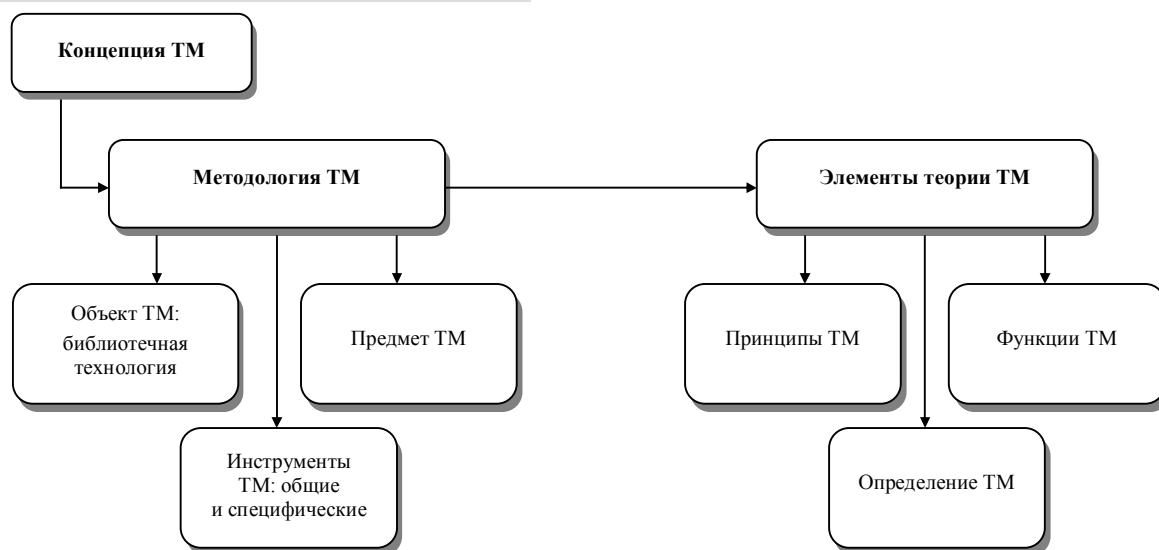 Концепция ТМ
Методология ТМ
Элементы теории ТМ
Объект ТМ:
библиотечная
технология
Предмет ТМ
Принципы ТМ
Функции ТМ
Инструменты
ТМ: общие
и специфические
Определение ТМ